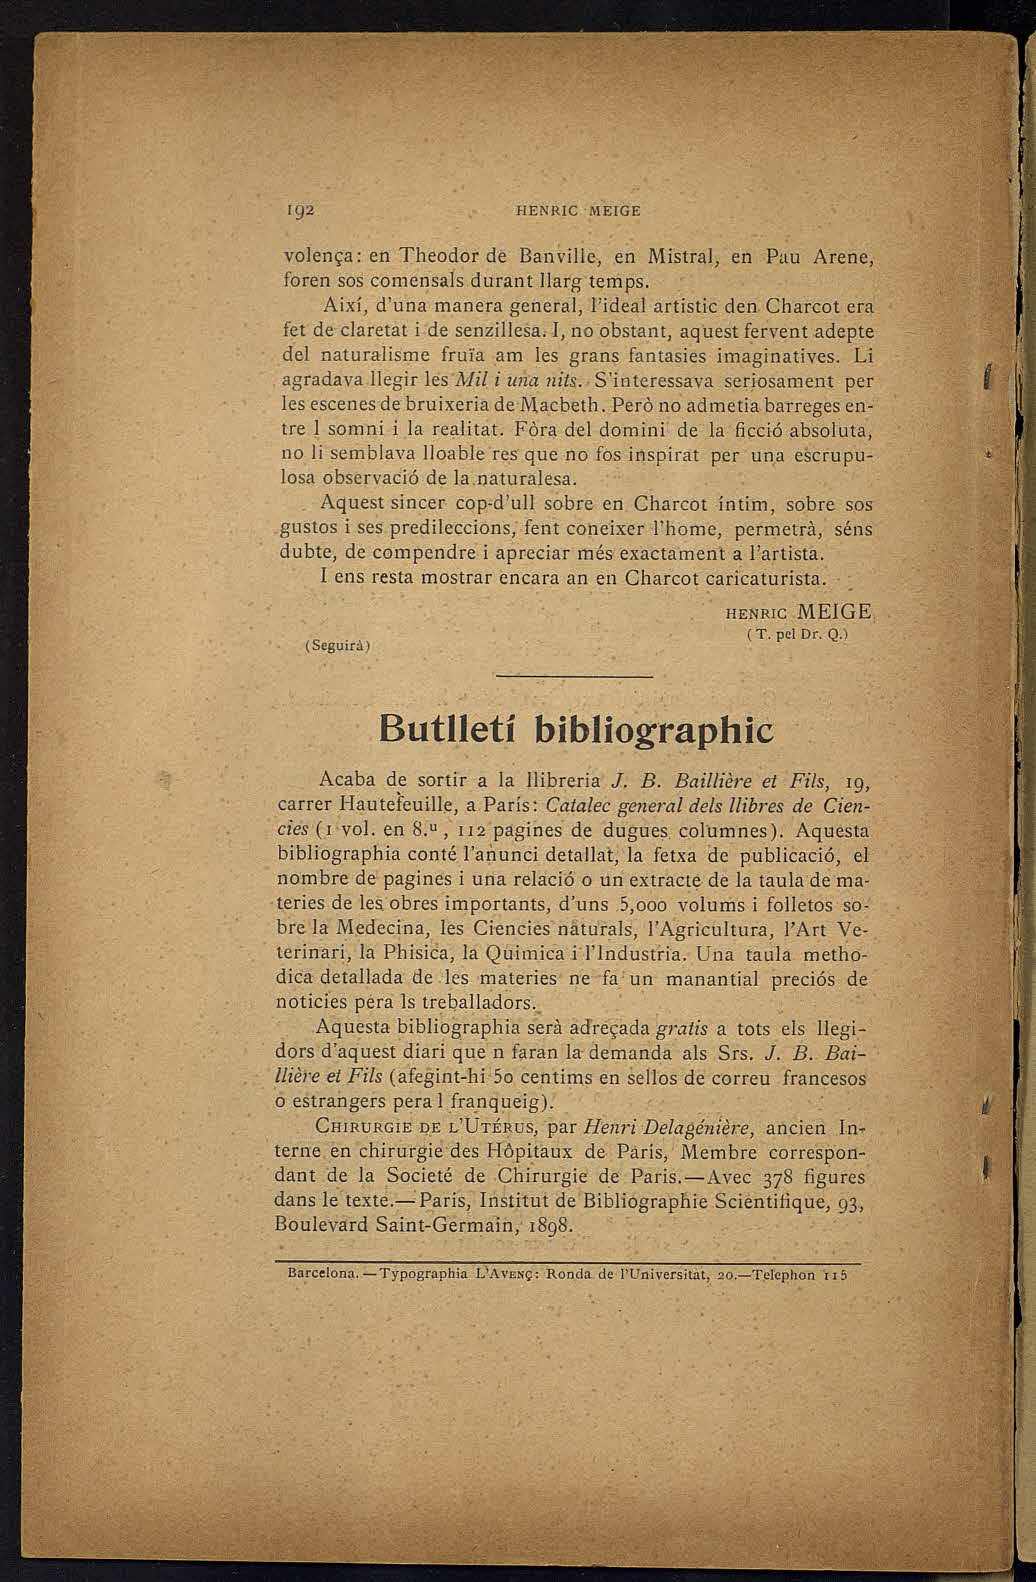 192 HENRIC MEIGE
volença: en Theodor de Banville, en Mistral, en Pau Arene,
foren sos comensals durant llarg temps.
Així, d'una manera general, l'ideal artistic den Charcot era
fet de claretat i de senzillesa. I, no obstant, aquest fervent adepte
del naturalisme fruïa am les grans fantasies imaginatives. Li
agradava llegir les Mil i una nits. S'interessava seriosament per
les escenes de bruixeria de Macbeth. Però no admetia barreges en-
tre l somni i la realitat. Fòra del domini de la ficció absoluta,
no li semblava lloable res que no fos inspirat per una escrupu-
losa observació de la naturalesa.
Aquest sincer cop-d'ull sobre en Charcot íntim, sobre sos
gustos i ses predileccions, fent coneixer l'home, permetrà, séns
dubte, de compendre i apreciar més exactament a l'artista.
I ens resta mostrar encara an en Charcot caricaturista.
HENRIC MEIGE
(T. pel Dr. Q.)
(Seguirà)
Butlletí bibliographic
Acaba de sortir a la llibreria J. B. Baillière et Fils, 19,
carrer Hautefeuille, a París: Catalec general dels llibres de Cien-
cies (1 vol. en 8.u, 112 pagines de dugues columnes). Aquesta
bibliographia conté l'anunci detallat, la fetxa de publicació, el
nombre de pagines i una relació o un extracte de la taula de ma-
teries de les obres importants, d'uns 5,000 volums i folletos so-
bre la Medecina, les Ciencies naturals, l'Agricultura, l'Art Ve-
terinari, la Phisica, la Quimica i l'Industria. Una taula metho-
dica detallada de les materies ne fa un manantial preciós de
noticies pera ls treballadors.
Aquesta bibliographia serà adreçada gratis a tots els llegi-
dors d'aquest diari que n faran la demanda als Srs. J. B. Bai-
llière et Fils (afegint-hi 50 centims en sellos de correu francesos
o estrangers pera l franqueig).
CHIRURGIE DE L'UTÉRUS, par Henri Delagénière, ancien In-
terne en chirurgie des Hôpitaux de Paris, Membre correspon-
dant de la Societé de Chirurgie de Paris.—Avec 378 figures
dans le texte.—Paris, Institut de Bibliographie Scientifique, 93,
Boulevard Saint-Germain, 1898.
Barcelona.—Typographia L'AVENÇ: Ronda de l'Universitat, 20.—Telephon 115